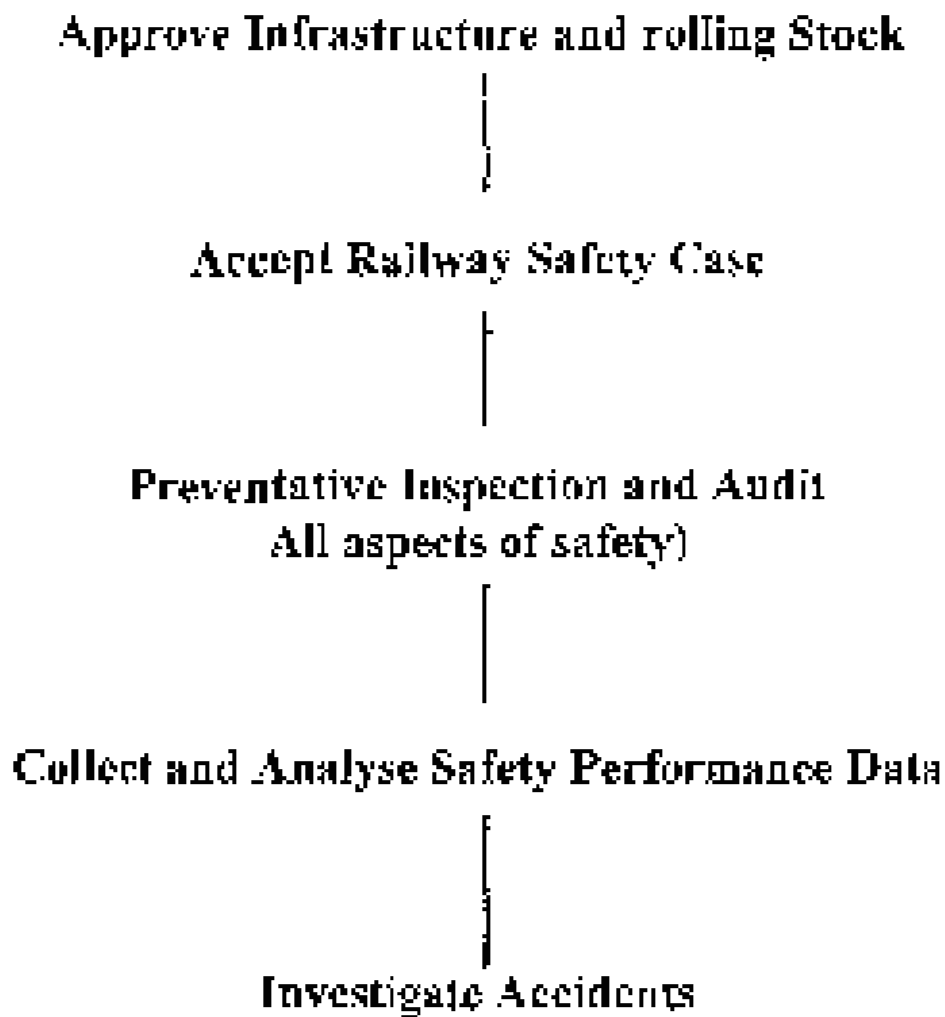 Approve Infrastructure and rolling Stock
Accept Railway Safety Case
Preventative Inspection and Audit
All aspects of safety)
Collect and Analyse Safety Performance Data
Investigate Accidents